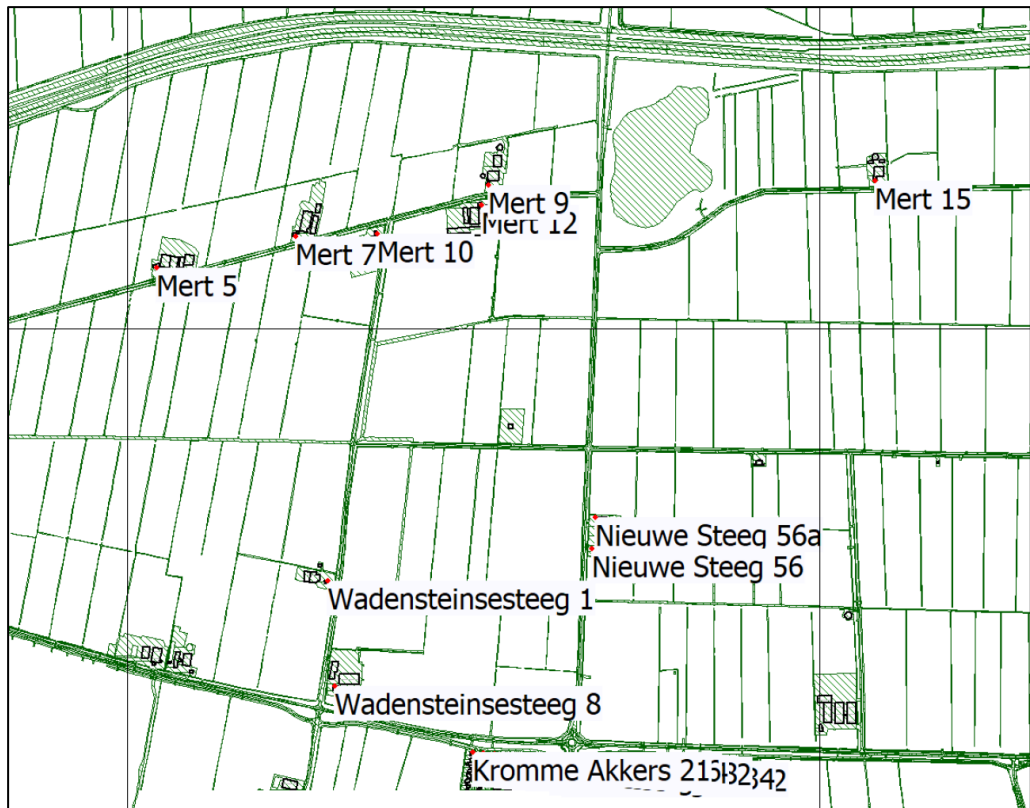 Mert 9
Mert 12
Mert 15
Mert 7
Mert 10
Mert 5
Nieuwe Steeg 56a
Nieuwe Steeg 56
Wadensteinsesteeg 1
Wadensteinsesteeg 8
Kromme Akkers